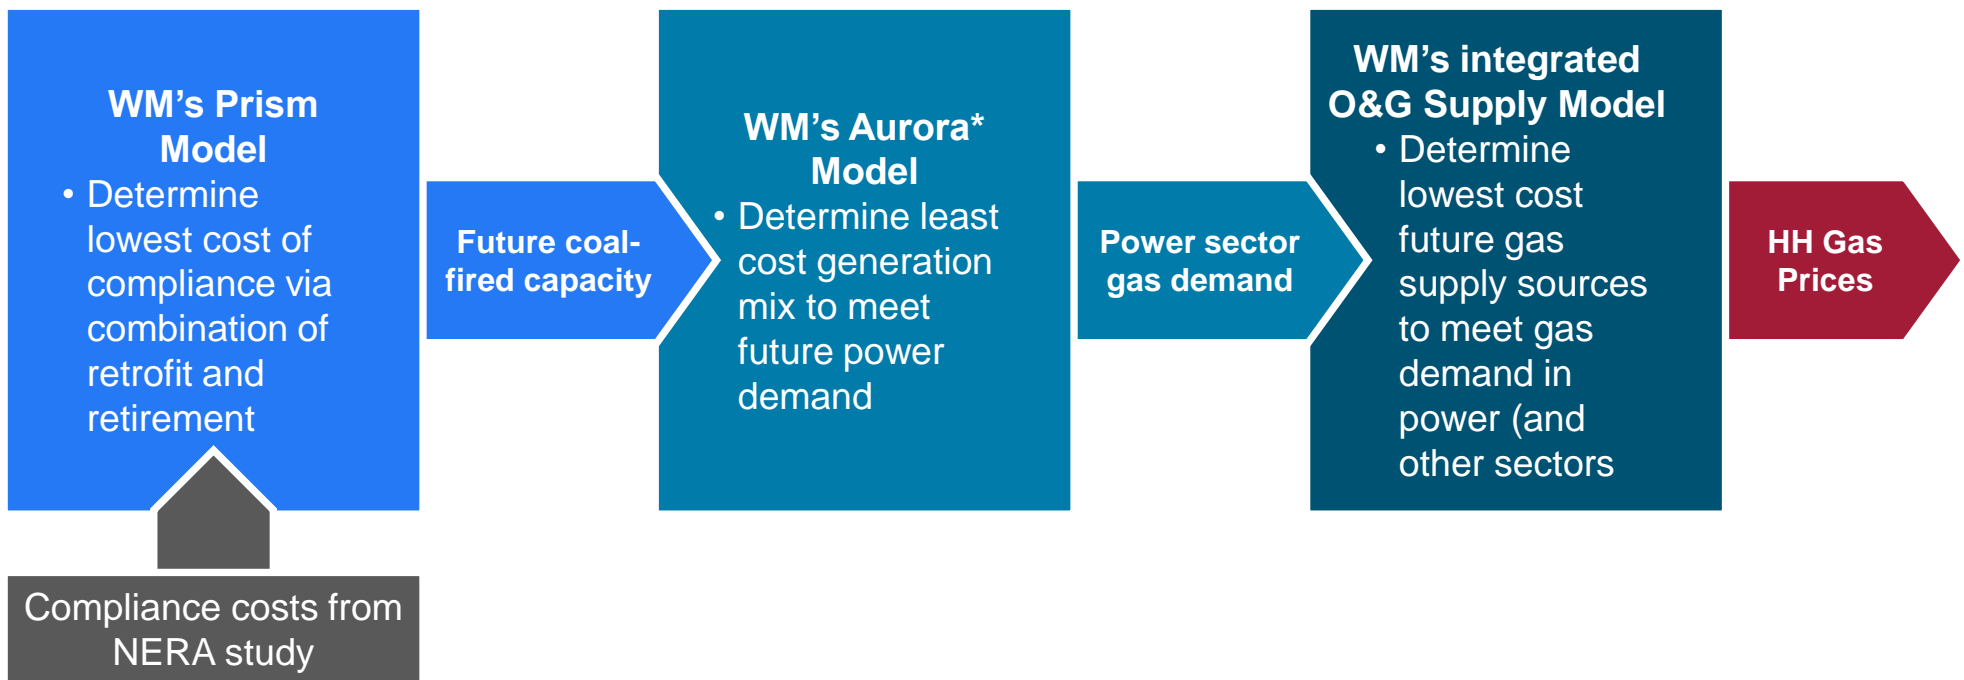 WM's Prism
Model
• Determine
lowest cost of
compliance via
combination of
retrofit and
retirement
Compliance costs from
NERA study
Future coal-
fired capacity
WM's Aurora*
Model
• Determine least
cost generation
mix to meet
future power
demand
Power sector
gas demand
WM's integrated
O&G Supply Model
• Determine
lowest cost
future gas
supply sources
to meet gas
demand in
power (and
other sectors
HH Gas
Prices